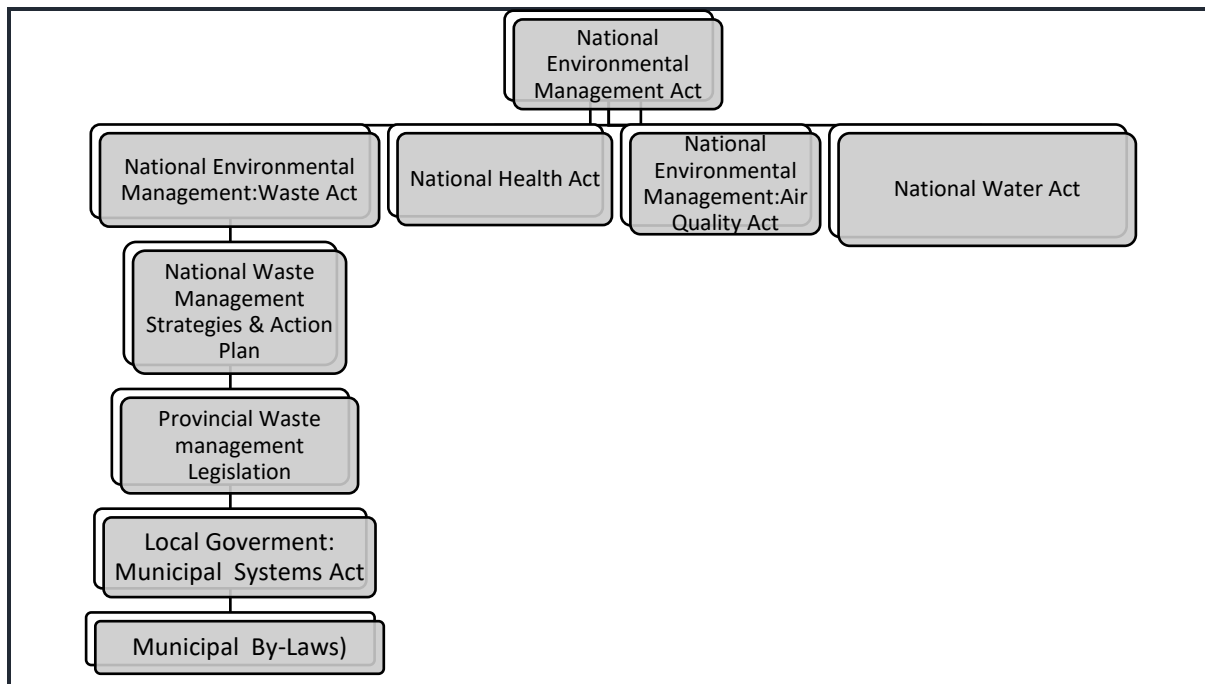 National
Environmental
Management Act
National Environmental
Management:Waste Act
National Health Act
National
Environmental
Management:Air
Quality Act
National Water Act
National Waste
Management
Strategies & Action
Plan
Provincial Waste
management
Legislation
Local Goverment:
Municipal Systems Act
Municipal By-Laws)